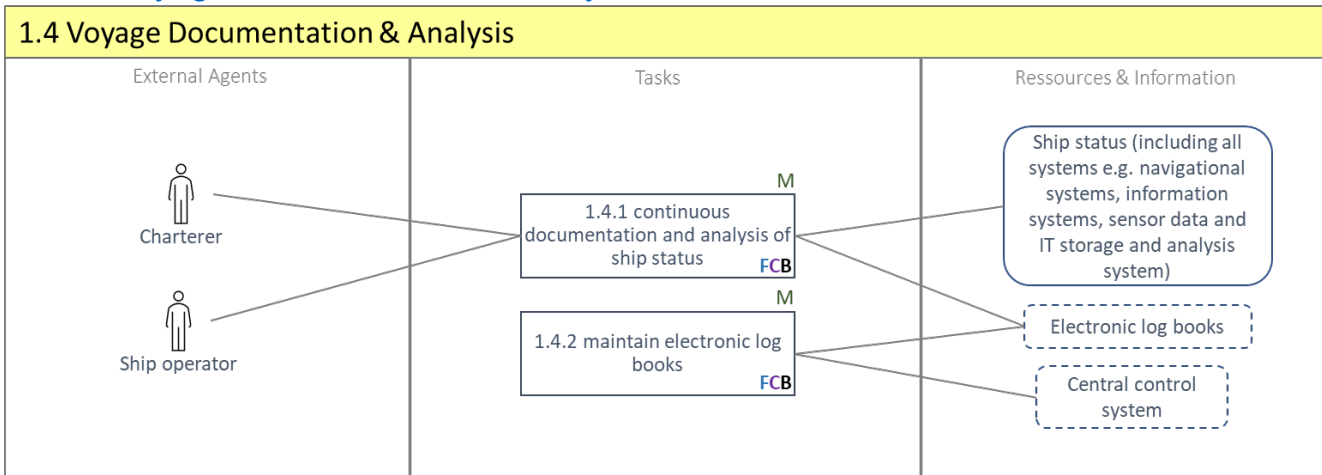 1.4 Voyage Documentation & Analysis
External Agents
Tasks
Ressources & Information
Charterer
Ship operator
M
1.4.1 continuous
documentation and analysis of
ship status
FCB
M
1.4.2 maintain electronic log
books
FCB
Ship status (including all
systems e.g. navigational
systems, information
systems, sensor data and
IT storage and analysis
system)
Electronic log books
Central control
system